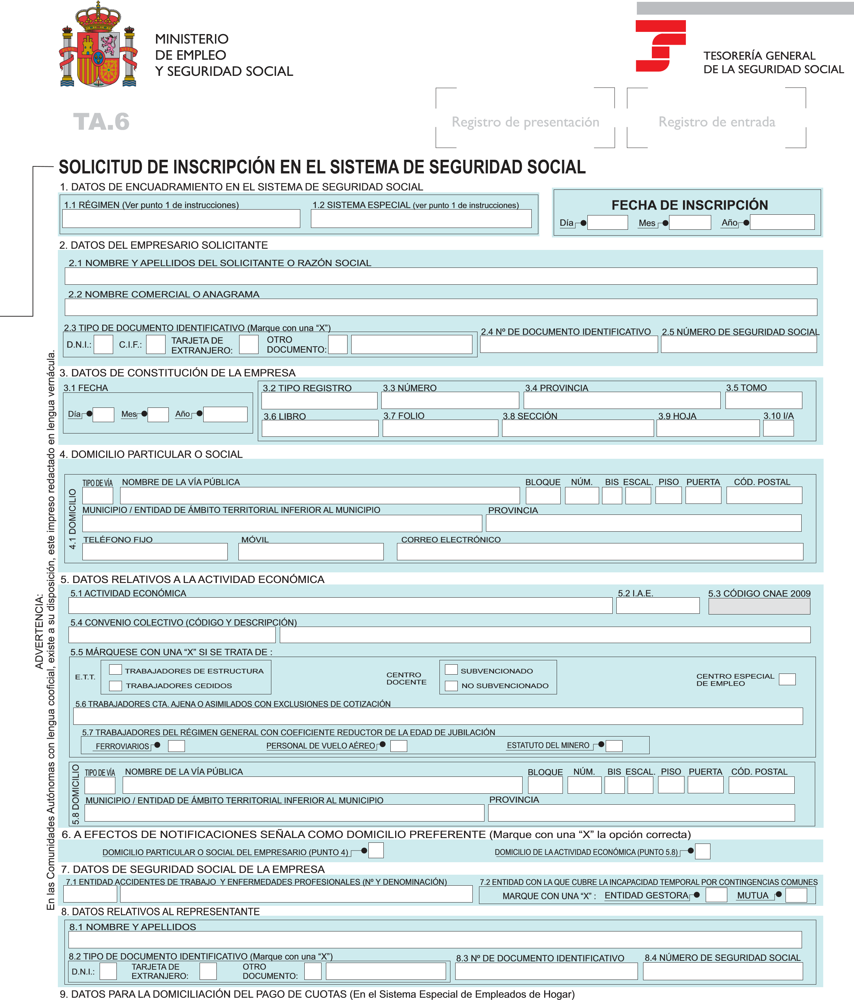 MINISTERIO
DE EMPLEO
Y SEGURIDAD SOCIAL
PLVS VLTRA
TESORERÍA GENERAL
DE LA SEGURIDAD SOCIAL
TA.6
Registro de presentación Registro de entrada
SOLICITUD DE INSCRIPCIÓN EN EL SISTEMA DE SEGURIDAD SOCIAL
1. DATOS DE ENCUADRAMIENTO EN EL SISTEMA DE SEGURIDAD SOCIAL
1.1 RÉGIMEN (Ver punto 1 de instrucciones) 1.2 SISTEMA ESPECIAL (ver punto 1 de instrucciones)
FECHA DE INSCRIPCIÓN
Día Mes Año
2. DATOS DEL EMPRESARIO SOLICITANTE
2.1 NOMBRE Y APELLIDOS DEL SOLICITANTE O RAZÓN SOCIAL
2.2 NOMBRE COMERCIAL O ANAGRAMA
2.3 TIPO DE DOCUMENTO IDENTIFICATIVO (Marque con una “X”) 2.4 Nº DE DOCUMENTO IDENTIFICATIVO 2.5 NÚMERO DE SEGURIDAD SOCIAL
D.N.I.: C.I.F.: TARJETA DE EXTRANJERO: OTRO DOCUMENTO:
3. DATOS DE CONSTITUCIÓN DE LA EMPRESA
3.1 FECHA 3.2 TIPO REGISTRO 3.3 NÚMERO 3.4 PROVINCIA 3.5 TOMO
Día Mes Año
3.6 LIBRO 3.7 FOLIO 3.8 SECCIÓN 3.9 HOJA 3.10 I/A
4. DOMICILIO PARTICULAR O SOCIAL
4.1 DOMICILIO
TIPO DE VÍA NOMBRE DE LA VÍA PÚBLICA BLOQUE NÚM. BIS ESCAL. PISO PUERTA CÓD. POSTAL
MUNICIPIO / ENTIDAD DE ÁMBITO TERRITORIAL INFERIOR AL MUNICIPIO PROVINCIA
TELÉFONO FIJO MÓVIL CORREO ELECTRÓNICO
5. DATOS RELATIVOS A LA ACTIVIDAD ECONÓMICA
5.1 ACTIVIDAD ECONÓMICA 5.2 I.A.E. 5.3 CÓDIGO CNAE 2009
5.4 CONVENIO COLECTIVO (CÓDIGO Y DESCRIPCIÓN)
5.5 MÁRQUESE CON UNA “X” SI SE TRATA DE :
E.T.T. TRABAJADORES DE ESTRUCTURA
TRABAJADORES CEDIDOS
CENTRO
DOCENTE
SUBVENCIONADO
NO SUBVENCIONADO
CENTRO ESPECIAL
DE EMPLEO
5.6 TRABAJADORES CTA. AJENA O ASIMILADOS CON EXCLUSIONES DE COTIZACIÓN
5.7 TRABAJADORES DEL RÉGIMEN GENERAL CON COEFICIENTE REDUCTOR DE LA EDAD DE JUBILACIÓN
FERROVIARIOS PERSONAL DE VUELO AÉREO ESTATUTO DEL MINERO
5.8 DOMICILIO
TIPO DE VÍA NOMBRE DE LA VÍA PÚBLICA BLOQUE NÚM. BIS ESCAL. PISO PUERTA CÓD. POSTAL
MUNICIPIO / ENTIDAD DE ÁMBITO TERRITORIAL INFERIOR AL MUNICIPIO PROVINCIA
6. A EFECTOS DE NOTIFICACIONES SEÑALA COMO DOMICILIO PREFERENTE (Marque con una “X” la opción correcta)
DOMICILIO PARTICULAR O SOCIAL DEL EMPRESARIO (PUNTO 4) DOMICILIO DE LA ACTIVIDAD ECONÓMICA (PUNTO 5.8)
7. DATOS DE SEGURIDAD SOCIAL DE LA EMPRESA
7.1 ENTIDAD ACCIDENTES DE TRABAJO Y ENFERMEDADES PROFESIONALES (Nº Y DENOMINACIÓN) 7.2 ENTIDAD CON LA QUE CUBRE LA INCAPACIDAD TEMPORAL POR CONTINGENCIAS COMUNES
MARQUE CON UNA “X” : ENTIDAD GESTORA MUTUA
8. DATOS RELATIVOS AL REPRESENTANTE
8.1 NOMBRE Y APELLIDOS
8.2 TIPO DE DOCUMENTO IDENTIFICATIVO (Marque con una “X”) 8.3 Nº DE DOCUMENTO IDENTIFICATIVO 8.4 NÚMERO DE SEGURIDAD SOCIAL
D.N.I.: TARJETA DE EXTRANJERO: OTRO DOCUMENTO:
9. DATOS PARA LA DOMICILIACIÓN DEL PAGO DE CUOTAS (En el Sistema Especial de Empleados de Hogar)
ADVERTENCIA:
En las Comunidades Autónomas con lengua cooficial, existe a su disposición, este impreso redactado en lengua vernácula.